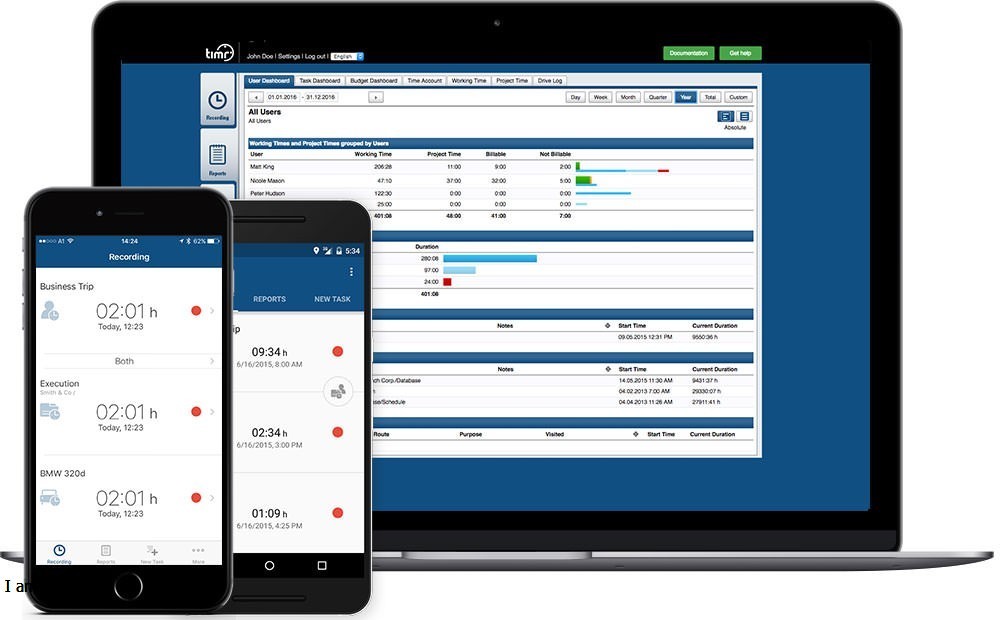 timr
John Doe | Settings | Log out | English
Documentation
Get help
Recording
Reports
User Dashboard Task Dashboard Budget Dashboard Time Account Working Time Project Time Drive Log
01.01.2016 - 31.12.2016
Day Week Month Quarter Year Total Custom
All Users
All Users
Absolute
Working Times and Project Times grouped by Users
User Working Time Project Time Billable Not Billable
Matt King 206:28 11:00 9:00 2:00
Nicole Mason 47:10 37:00 32:00 5:00
Peter Hudson 122:30 0:00 0:00 0:00
25:00 0:00 0:00 0:00
401:08 48:00 41:00 7:00
Duration
280:08
97:00
24:00
401:08
Notes Start Time Current Duration
09.05.2015 12:31 PM 9550:36 h
Notes Start Time Current Duration
nch Corp./Database 14.05.2015 11:30 AM 9431:37 h
04.02.2013 7:00 AM 29330:07 h
se/Schedule 04.04.2013 11:26 AM 27911:41 h
Route Purpose Visited Start Time Current Duration
5:34
REPORTS NEW TASK
ip
09:34 h
6/16/2015, 8:00 AM
02:34 h
6/16/2015, 3:00 PM
01:09 h
6/16/2015, 4:25 PM
A1 14:24 62%
Recording
Business Trip
02:01 h
Today, 12:23
Both
Execution
Smith & Co /
02:01 h
Today, 12:23
BMW 320d
02:01 h
Today, 12:23
Recording Reports New Task More
I am